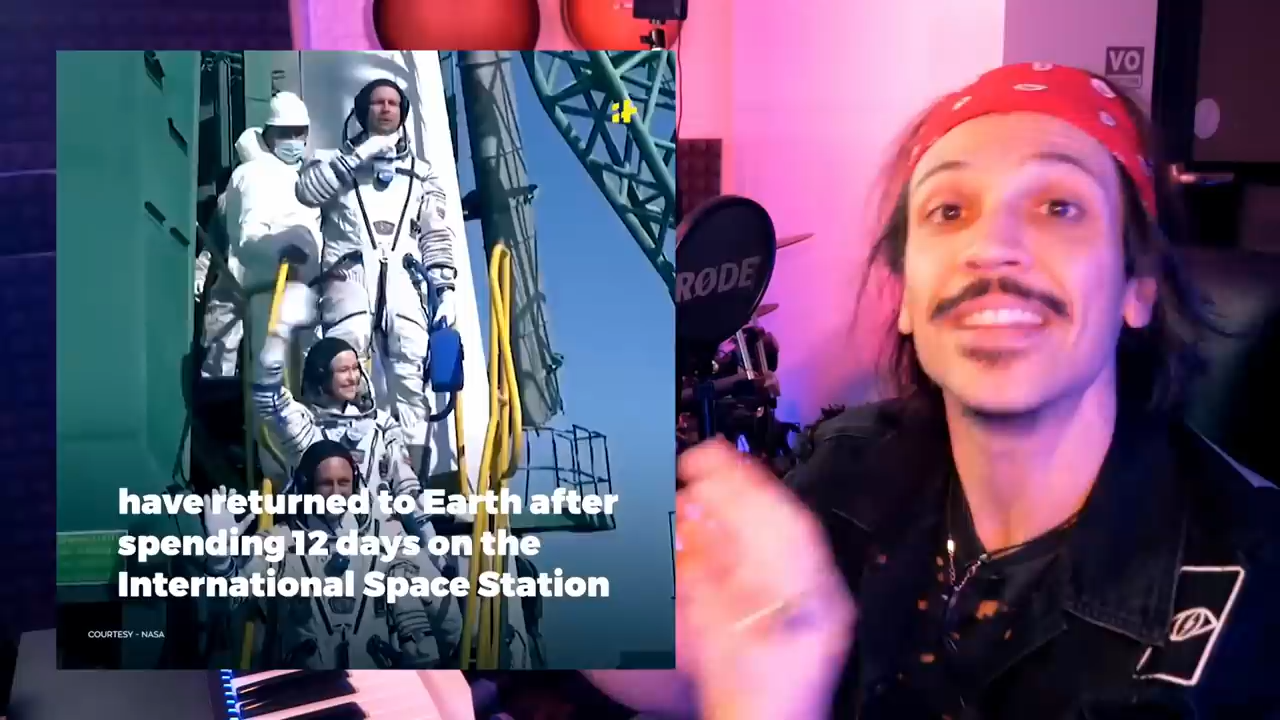 VO
RØDE
have returned to Earth after
spending 12 days on the
International Space Station
COURTESY - NASA